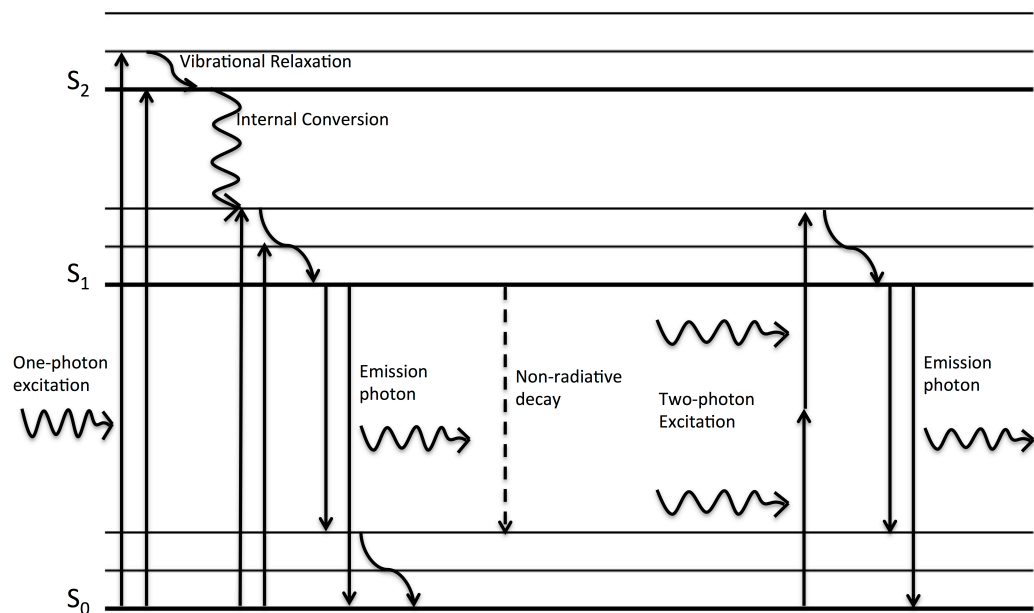 Vibrational Relaxation
S2
Internal Conversion
S1
One-photon
excitation
Emission
photon
Non-radiative
decay
Two-photon
Excitation
Emission
photon
S0